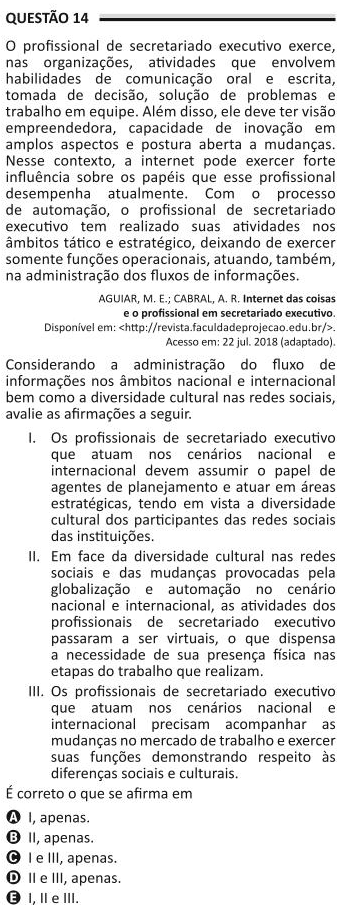 QUESTÃO 14
O profissional de secretariado executivo exerce,
nas organizações, atividades que envolvem
habilidades de comunicação oral e escrita,
tomada de decisão, solução de problemas e
trabalho em equipe. Além disso, ele deve ter visão
empreendedora, capacidade de inovação em
amplos aspectos e postura aberta a mudanças.
Nesse contexto, a internet pode exercer forte
influência sobre os papéis que esse profissional
desempenha atualmente. Com o processo
de automação, o profissional de secretariado
executivo tem realizado suas atividades nos
âmbitos tático e estratégico, deixando de exercer
somente funções operacionais, atuando, também,
na administração dos fluxos de informações.
AGUIAR, M. E.; CABRAL, A. R. Internet das coisas
e o profissional em secretariado executivo.
Disponível em: <http://revista.faculdadeprojecao.edu.br/>.
Acesso em: 22 jul. 2018 (adaptado).
Considerando a administração do fluxo de
informações nos âmbitos nacional e internacional
bem como a diversidade cultural nas redes sociais,
avalie as afirmações a seguir.
I. Os profissionais de secretariado executivo
que atuam nos cenários nacional e
internacional devem assumir o papel de
agentes de planejamento e atuar em áreas
estratégicas, tendo em vista a diversidade
cultural dos participantes das redes sociais
das instituições.
II. Em face da diversidade cultural nas redes
sociais e das mudanças provocadas pela
globalização e automação no cenário
nacional e internacional, as atividades dos
profissionais de secretariado executivo
passaram a ser virtuais, o que dispensa
a necessidade de sua presença física nas
etapas do trabalho que realizam.
III. Os profissionais de secretariado executivo
que atuam nos cenários nacional e
internacional precisam acompanhar as
mudanças no mercado de trabalho e exercer
suas funções demonstrando respeito às
diferenças sociais e culturais.
É correto o que se afirma em
A I, apenas.
B II, apenas.
C I e III, apenas.
D II e III, apenas.
E I, II e III.